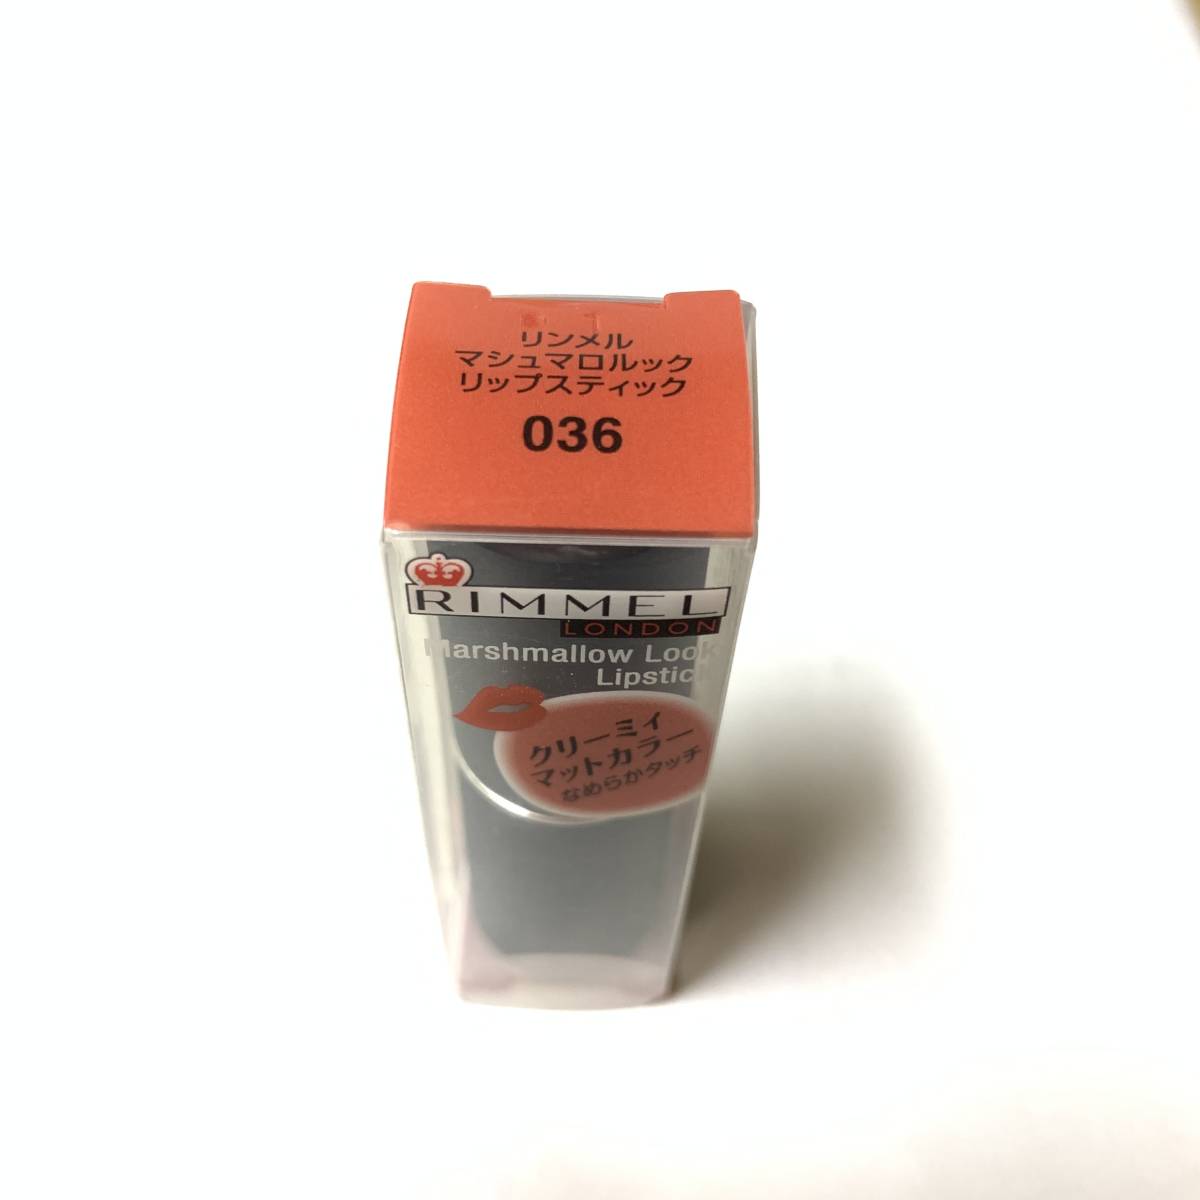 リンメル
マシュマロルック
リップスティック
036
RIMMEL
LONDON
Marshmallow Look
Lipstick
クリーミィ
マットカラー
なめらかタッチ